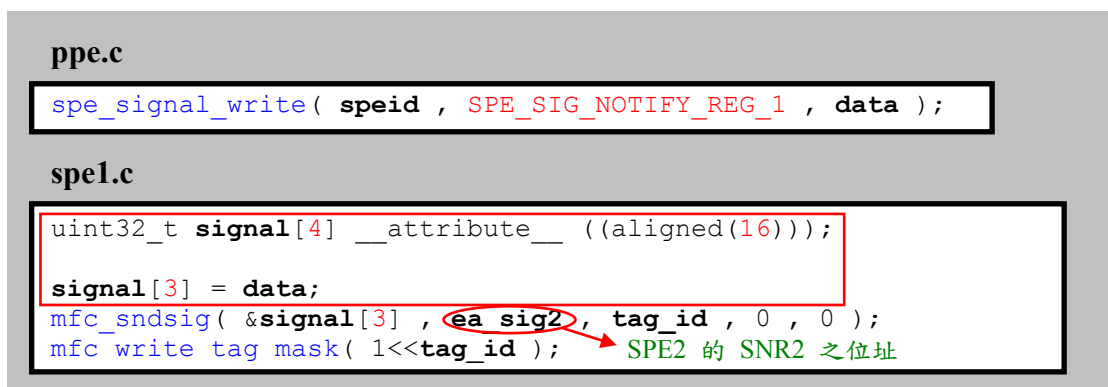 ppe.c
spe_signal_write( speid , SPE_SIG_NOTIFY_REG_1 , data );
spe1.c
uint32_t signal[4] __attribute__ ((aligned(16)));
signal[3] = data;
mfc_sndsig( &signal[3] , ea_sig2 , tag_id , 0 , 0 );
mfc_write_tag_mask( 1<<tag_id ); SPE2 的 SNR2 之位址